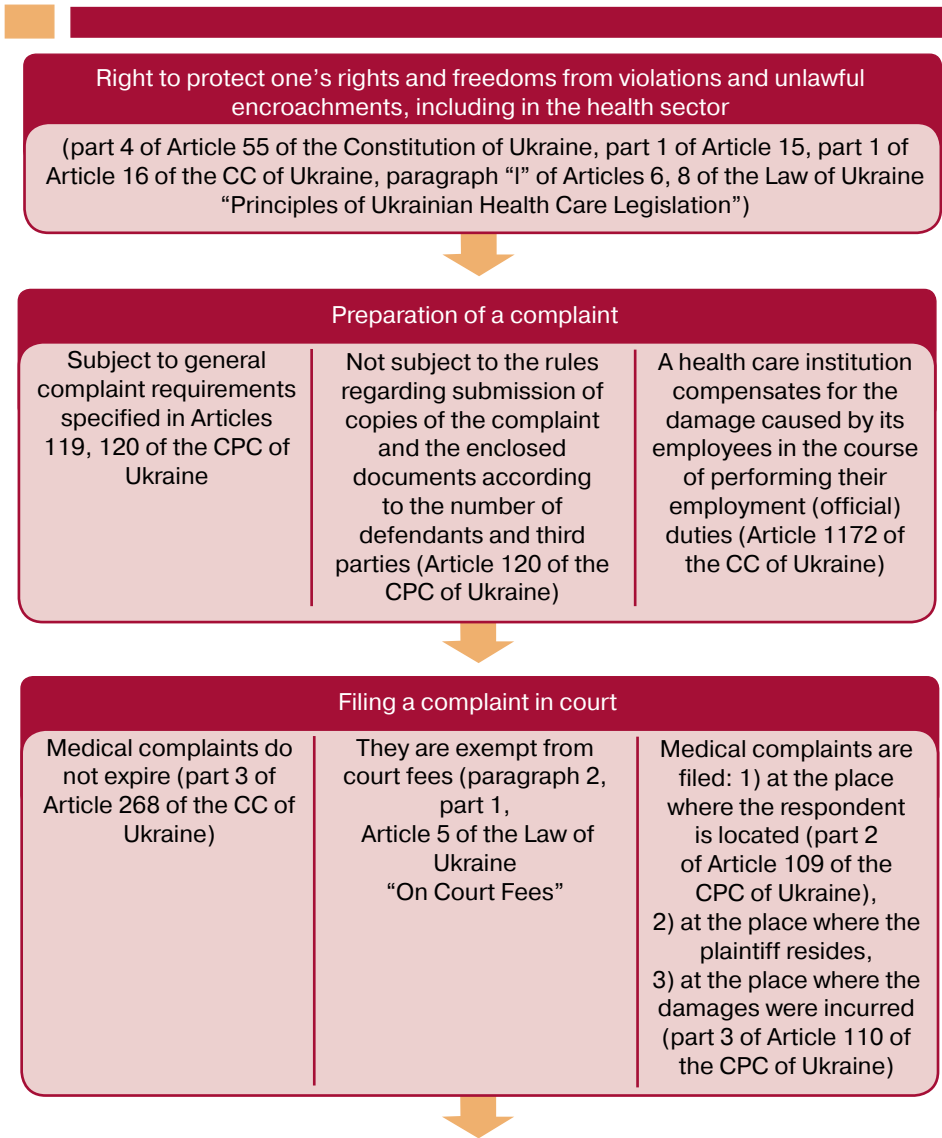 Right to protect one’s rights and freedoms from violations and unlawful
encroachments, including in the health sector
(part 4 of Article 55 of the Constitution of Ukraine, part 1 of Article 15, part 1 of
Article 16 of the CC of Ukraine, paragraph “I” of Articles 6, 8 of the Law of Ukraine
“Principles of Ukrainian Health Care Legislation”)
Preparation of a complaint
Subject to general
complaint requirements
specified in Articles
119, 120 of the CPC of
Ukraine
Not subject to the rules
regarding submission of
copies of the complaint
and the enclosed
documents according
to the number of
defendants and third
parties (Article 120 of the
CPC of Ukraine)
A health care institution
compensates for the
damage caused by its
employees in the course
of performing their
employment (official)
duties (Article 1172 of
the CC of Ukraine)
Filing a complaint in court
Medical complaints do
not expire (part 3 of
Article 268 of the CC of
Ukraine)
They are exempt from
court fees (paragraph 2,
part 1,
Article 5 of the Law of
Ukraine
“On Court Fees”
Medical complaints are
filed: 1) at the place
where the respondent
is located (part 2
of Article 109 of the
CPC of Ukraine),
2) at the place where the
plaintiff resides,
3) at the place where the
damages were incurred
(part 3 of Article 110 of
the CPC of Ukraine)